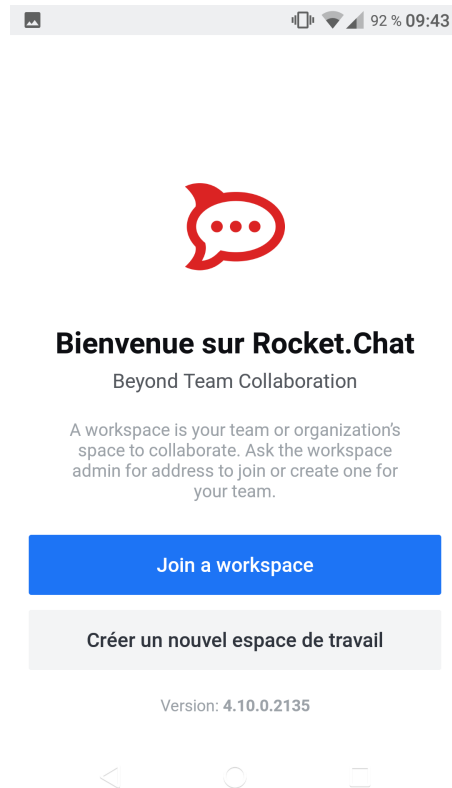 92 % 09:43
Bienvenue sur Rocket.Chat
Beyond Team Collaboration
A workspace is your team or organization's
space to collaborate. Ask the workspace
admin for address to join or create one for
your team.
Join a workspace
Créer un nouvel espace de travail
Version: 4.10.0.2135